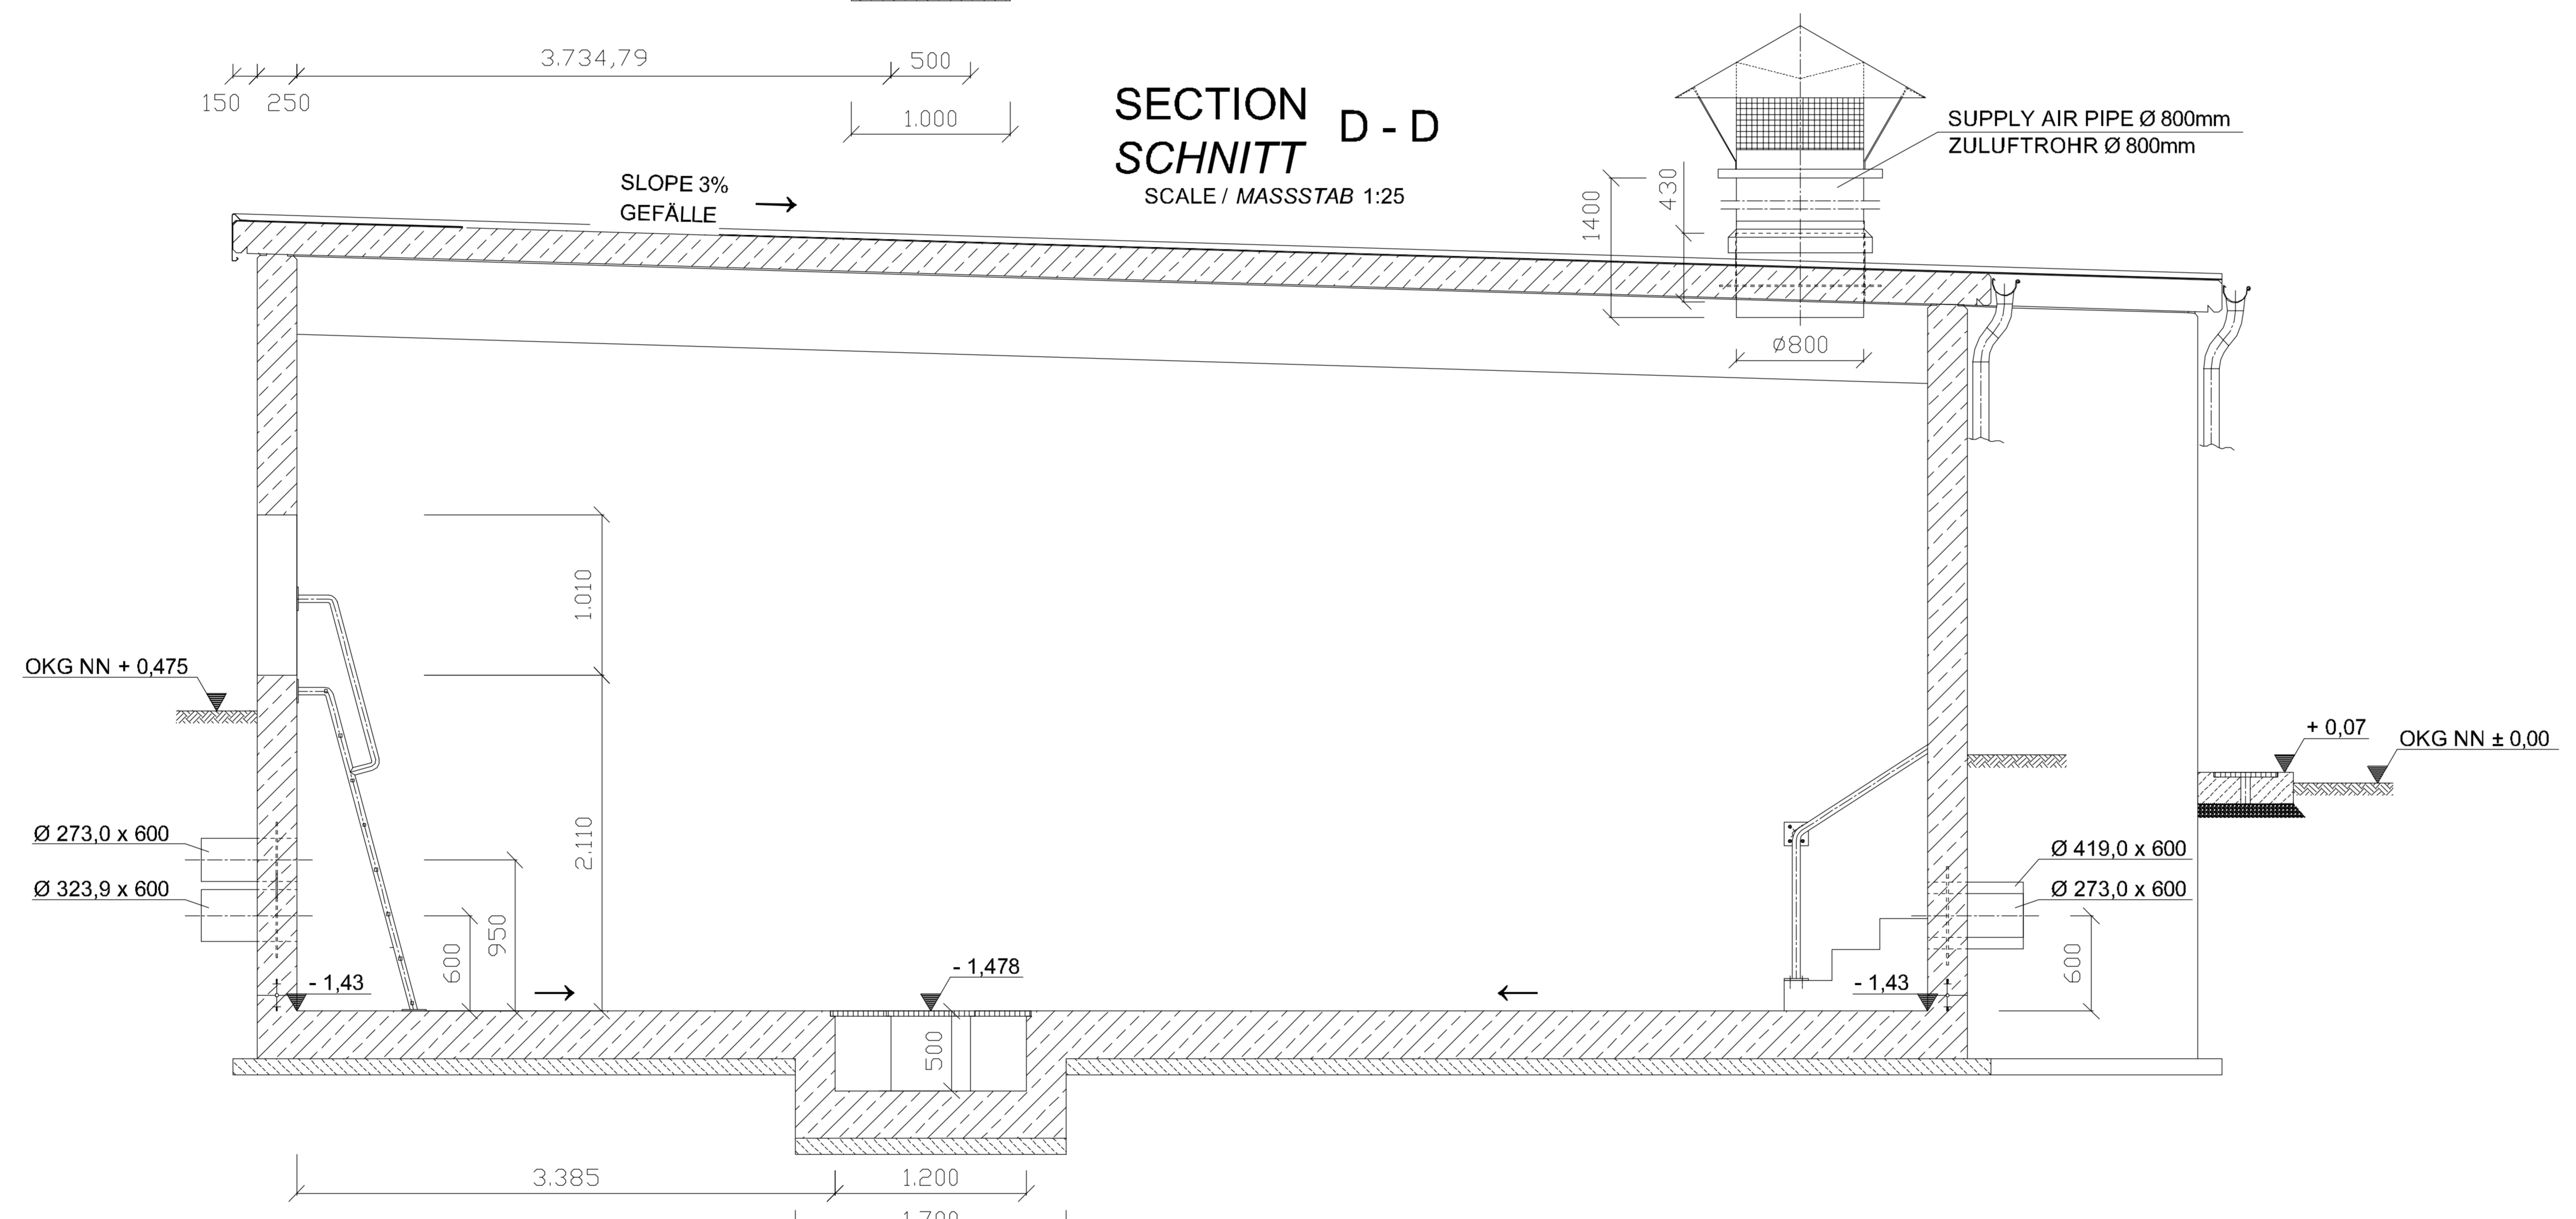 3.734,79
500
150
250
1.000
SECTION
SCHNITT
D - D
SCALE / MASSSTAB 1:25
SUPPLY AIR PIPE Ø 800mm
ZULUFTROHR Ø 800mm
SLOPE 3%
GEFÄLLE
1400
430
Ø800
1.010
OKG NN + 0,475
+ 0,07
OKG NN ± 0,00
Ø 273,0 x 600
Ø 323,9 x 600
2.110
950
600
Ø 419,0 x 600
Ø 273,0 x 600
600
- 1,43
- 1,478
- 1,43
500
3.385
1.200
1.700